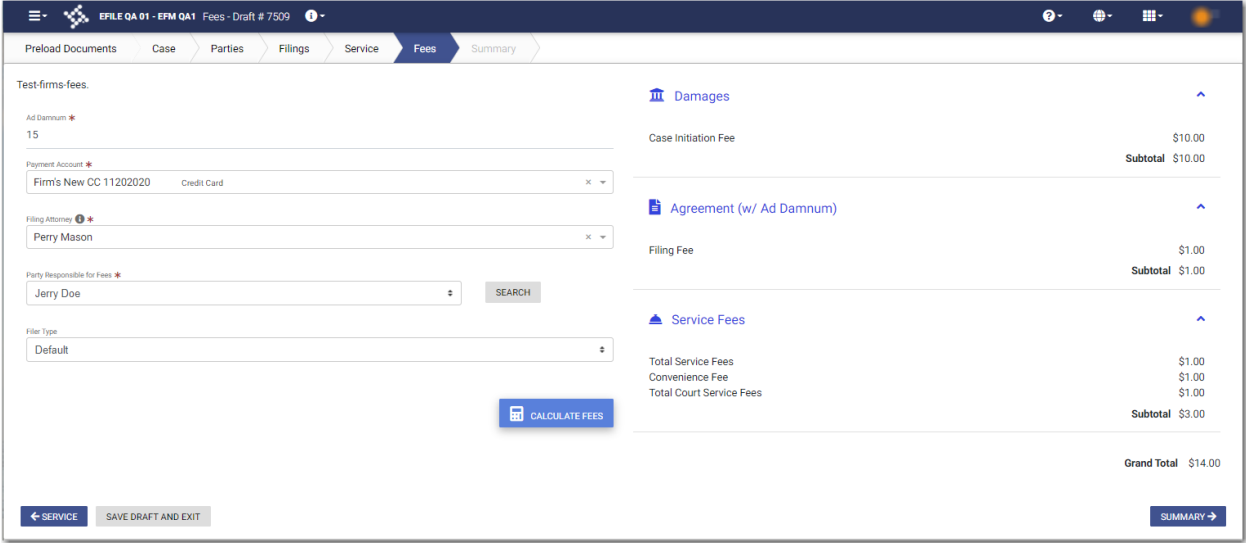 EFILE QA 01 - EFM QA1 Fees - Draft # 7509
Preload Documents Case Parties Filings Service Fees Summary
Test-firms-fees.
Ad Damnum *
15
Payment Account *
Firm's New CC 11202020 Credit Card
Filing Attorney *
Perry Mason
Party Responsible for Fees *
Jerry Doe
SEARCH
Filer Type
Default
CALCULATE FEES
Damages
Case Initiation Fee $10.00
Subtotal $10.00
Agreement (w/ Ad Damnum)
Filing Fee $1.00
Subtotal $1.00
Service Fees
Total Service Fees $1.00
Convenience Fee $1.00
Total Court Service Fees $1.00
Subtotal $3.00
Grand Total $14.00
SERVICE SAVE DRAFT AND EXIT SUMMARY